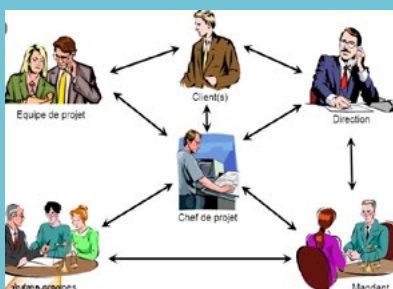 Client(s)
Equipe de projet
Direction
Chef de projet
Mandant